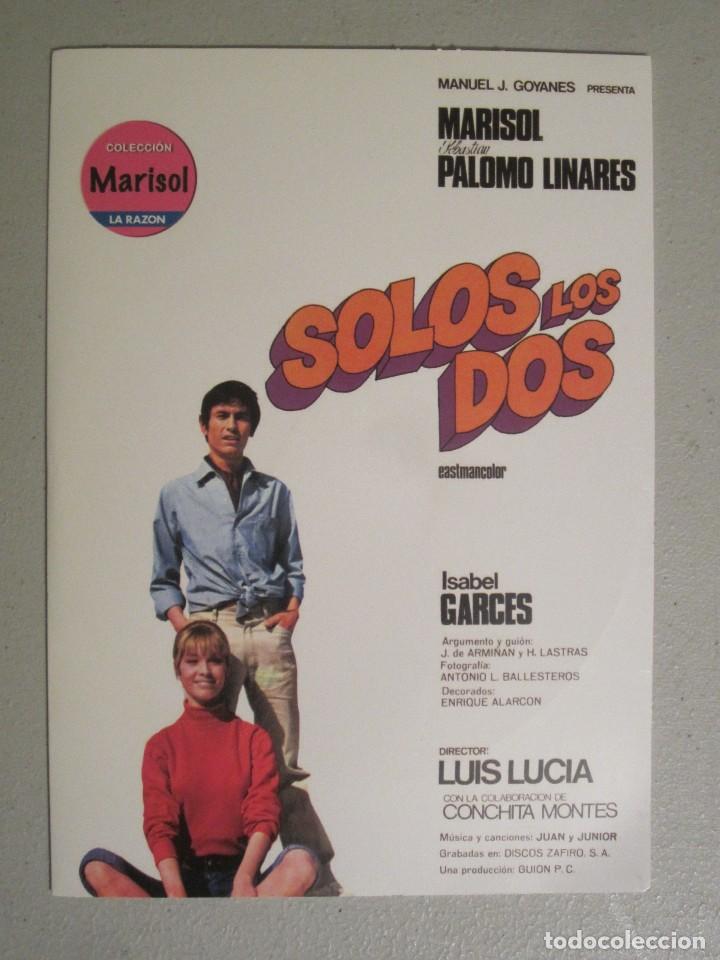 MANUEL J. GOYANES PRESENTA
MARISOL
Sebastian
PALOMO LINARES
COLECCIÓN
Marisol
LA RAZON
SOLOS LOS
DOS
eastmancolor
Isabel
GARCES
Argumento y guión:
J. de ARMIÑAN y H. LASTRAS
Fotografía:
ANTONIO L. BALLESTEROS
Decorados:
ENRIQUE ALARCON
DIRECTOR:
LUIS LUCIA
CON LA COLABORACION DE
CONCHITA MONTES
Música y canciones: JUAN y JUNIOR
Grabadas en: DISCOS ZAFIRO, S. A.
Una producción: GUION P. C.
todocoleccion.net